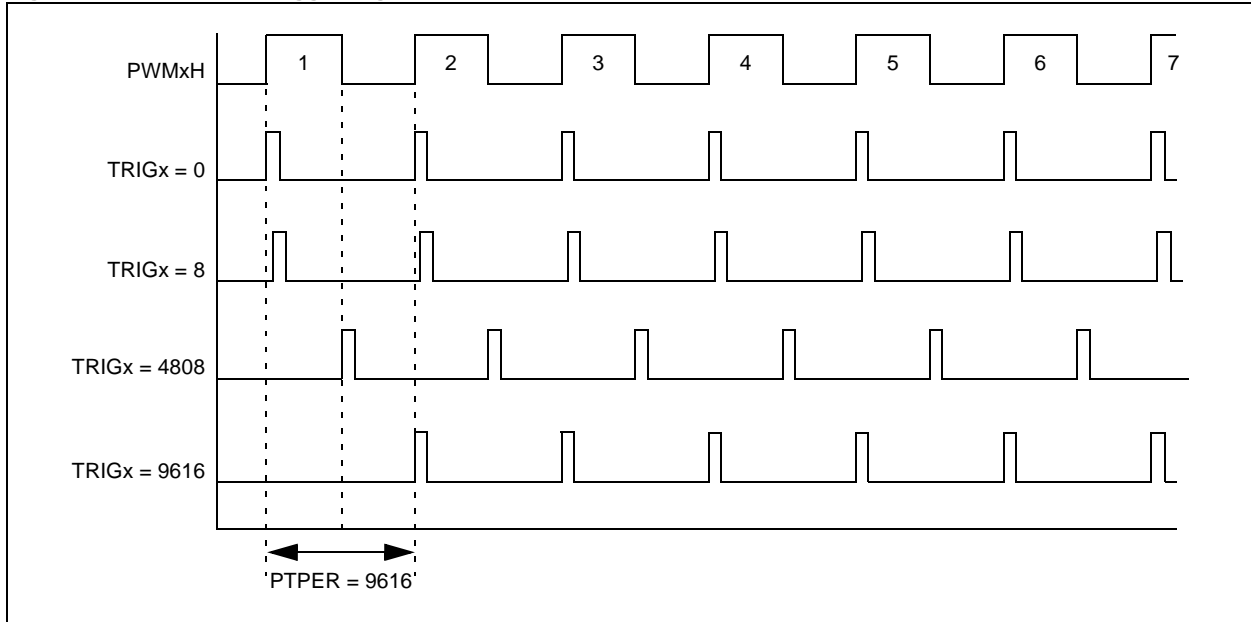 PWMxH 1 2 3 4 5 6 7
TRIGx = 0
TRIGx = 8
TRIGx = 4808
TRIGx = 9616
PTPER = 9616